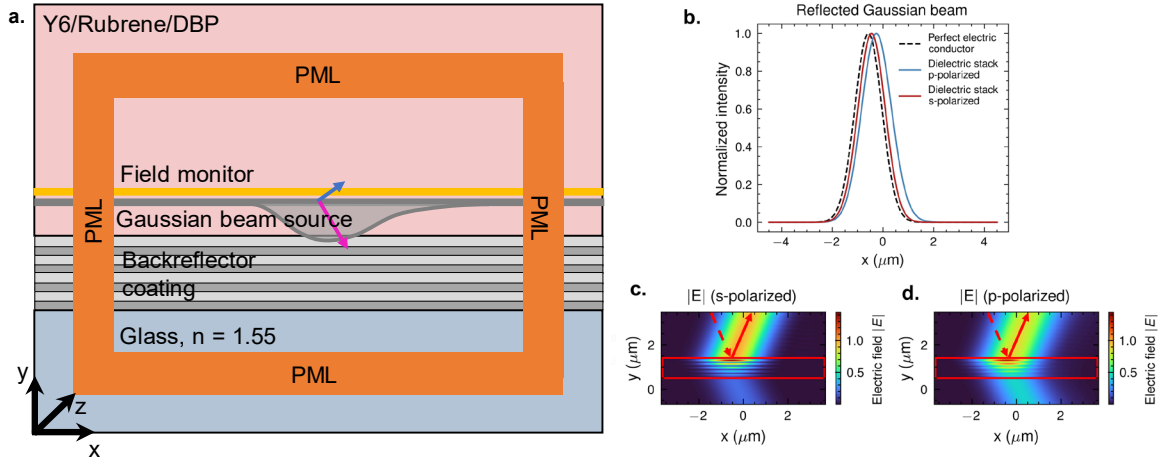 a.
Y6/Rubrene/DBP
PML
Field monitor
PML
PML
Gaussian beam source
Backreflector
coating
Glass, n = 1.55
PML
y
z
x
b.
Reflected Gaussian beam
Normalized intensity
1.0
0.8
0.6
0.4
0.2
0.0
Perfect electric
conductor
Dielectric stack
p-polarized
Dielectric stack
s-polarized
−4 −2 0 2 4
x (μm)
c.
|E| (s-polarized)
y (μm)
2
0
−2 0 2
x (μm)
1.0
0.5
Electric field |E|
d.
|E| (p-polarized)
y (μm)
2
0
−2 0 2
x (μm)
1.0
0.5
Electric field |E|